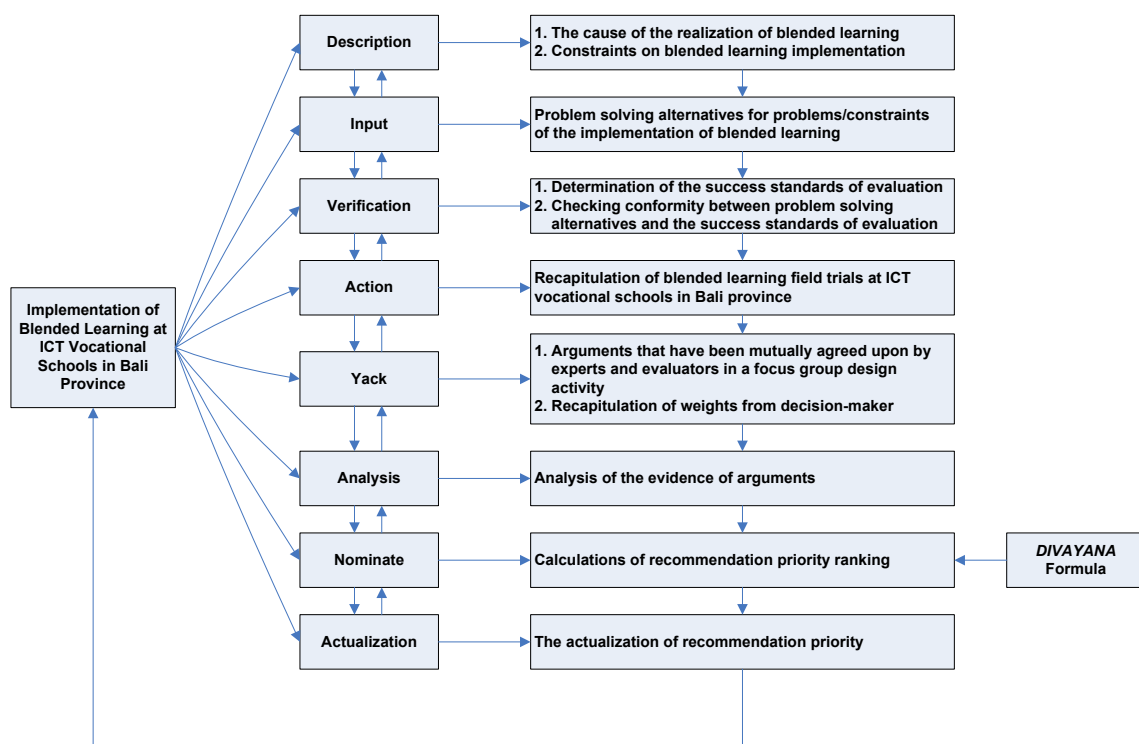 Description
1. The cause of the realization of blended learning
2. Constraints on blended learning implementation
Input
Problem solving alternatives for problems/constraints
of the implementation of blended learning
Verification
1. Determination of the success standards of evaluation
2. Checking conformity between problem solving
alternatives and the success standards of evaluation
Action
Recapitulation of blended learning field trials at ICT
vocational schools in Bali province
Implementation of
Blended Learning at
ICT Vocational
Schools in Bali
Province
Yack
1. Arguments that have been mutually agreed upon by
experts and evaluators in a focus group design
activity
2. Recapitulation of weights from decision-maker
Analysis
Analysis of the evidence of arguments
Nominate
Calculations of recommendation priority ranking
DIVAYANA
Formula
Actualization
The actualization of recommendation priority